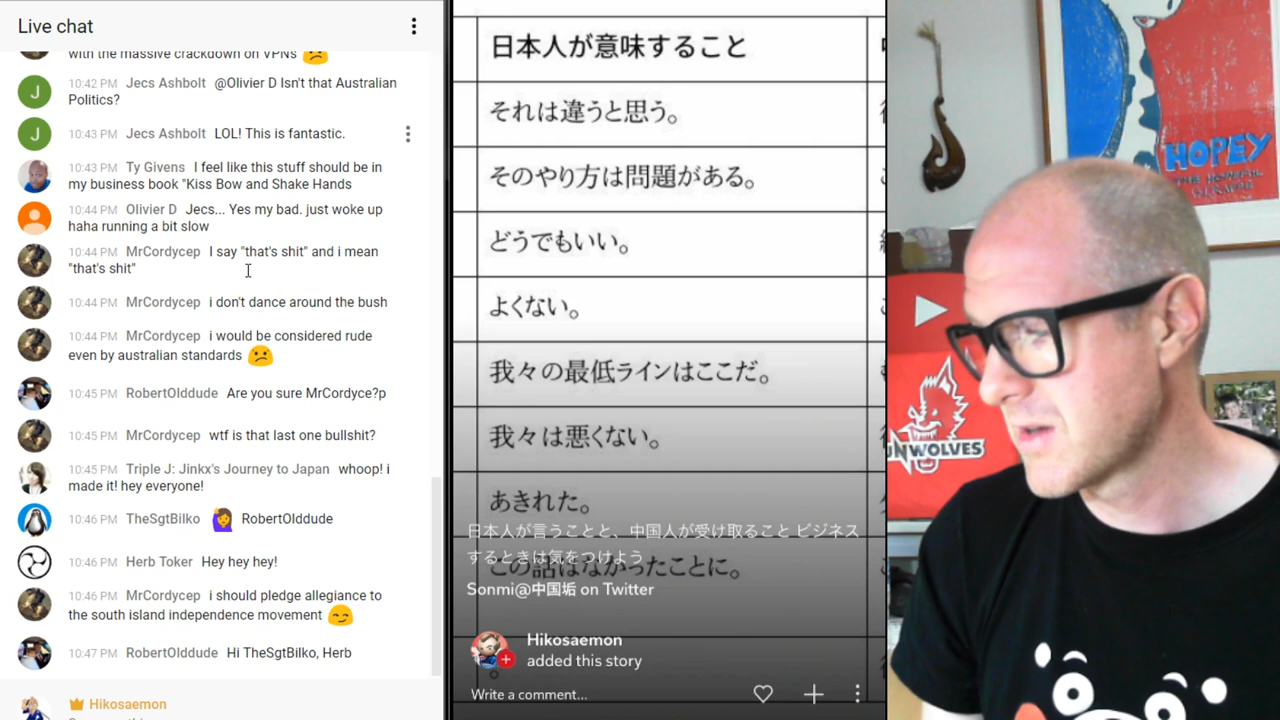 Live chat
with the massive crackdown on VPNs
10:42 PM Jecs Ashbolt @Olivier D Isn't that Australian
Politics?
10:43 PM Jecs Ashbolt LOL! This is fantastic.
10:43 PM Ty Givens I feel like this stuff should be in
my business book "Kiss Bow and Shake Hands
10:44 PM Olivier D Jecs... Yes my bad. just woke up
haha running a bit slow
10:44 PM MrCordycep I say "that's shit" and i mean
"that's shit"
10:44 PM MrCordycep i don't dance around the bush
10:44 PM MrCordycep i would be considered rude
even by australian standards
10:45 PM RobertOlddude Are you sure MrCordyce?p
10:45 PM MrCordycep wtf is that last one bullshit?
10:45 PM Triple J: Jinkx's Journey to Japan whoop! i
made it! hey everyone!
10:46 PM TheSgtBilko RobertOlddude
10:46 PM Herb Toker Hey hey hey!
10:46 PM MrCordycep i should pledge allegiance to
the south island independence movement
10:47 PM RobertOlddude Hi TheSgtBilko, Herb
Hikosaemon
日本人が意味すること
それは違うと思う。
そのやり方は問題がある。
どうでもいい。
よくない。
我々の最低ラインはここだ。
我々は悪くない。
あきれた。
日本人が言うことと、中国人が受け取ること ビジネス
するときは気をつけよう
この話はなかったことに。
Sonmi@中国垢 on Twitter
Hikosaemon
added this story
Write a comment...
HOPEY
UNWOLVES